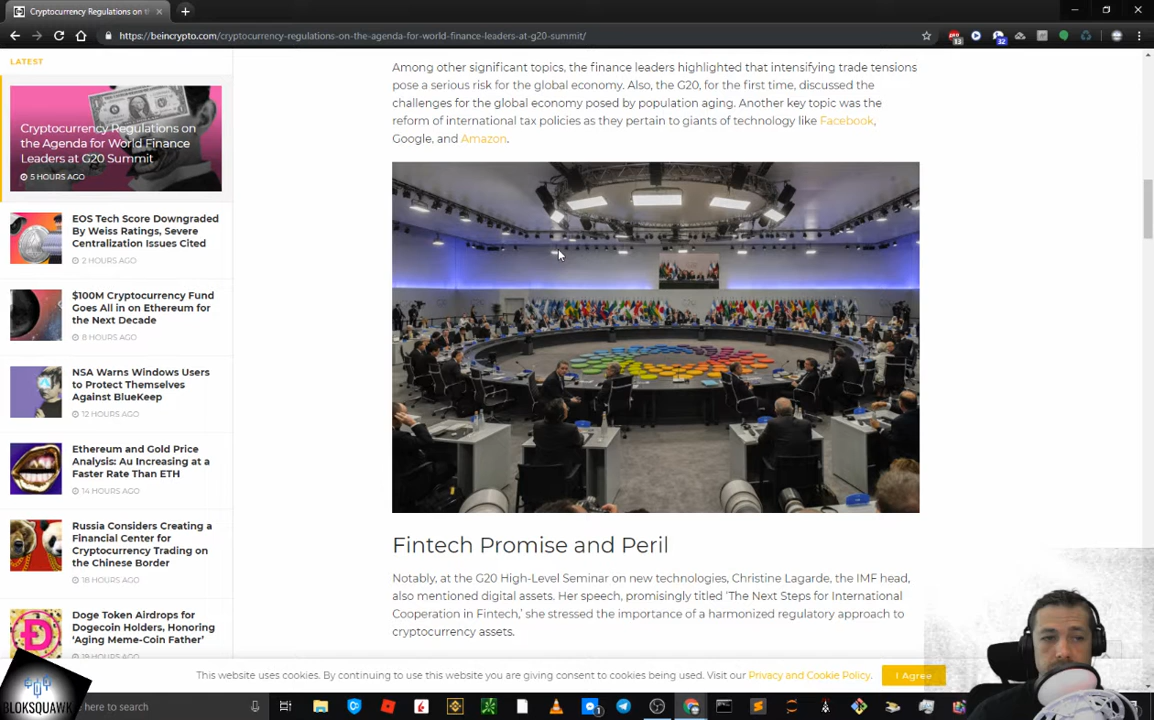 Cryptocurrency Regulations on t
https://beincrypto.com/cryptocurrency-regulations-on-the-agenda-for-world-finance-leaders-at-g20-summit/
13
32
LATEST
Cryptocurrency Regulations on
the Agenda for World Finance
Leaders at G20 Summit
5 HOURS AGO
EOS Tech Score Downgraded
By Weiss Ratings, Severe
Centralization Issues Cited
2 HOURS AGO
$100M Cryptocurrency Fund
Goes All in on Ethereum for
the Next Decade
8 HOURS AGO
NSA Warns Windows Users
to Protect Themselves
Against BlueKeep
12 HOURS AGO
Ethereum and Gold Price
Analysis: Au Increasing at a
Faster Rate Than ETH
14 HOURS AGO
Russia Considers Creating a
Financial Center for
Cryptocurrency Trading on
the Chinese Border
18 HOURS AGO
Doge Token Airdrops for
Dogecoin Holders, Honoring
'Aging Meme-Coin Father'
Among other significant topics, the finance leaders highlighted that intensifying trade tensions
pose a serious risk for the global economy. Also, the G20, for the first time, discussed the
challenges for the global economy posed by population aging. Another key topic was the
reform of international tax policies as they pertain to giants of technology like Facebook,
Google, and Amazon.
Fintech Promise and Peril
Notably, at the G20 High-Level Seminar on new technologies, Christine Lagarde, the IMF head,
also mentioned digital assets. Her speech, promisingly titled 'The Next Steps for International
Cooperation in Fintech,' she stressed the importance of a harmonized regulatory approach to
cryptocurrency assets.
This website uses cookies. By continuing to use this website you are giving consent to cookies being used. Visit our Privacy and Cookie Policy.
I Agree
BLOKSQUAWK
here to search